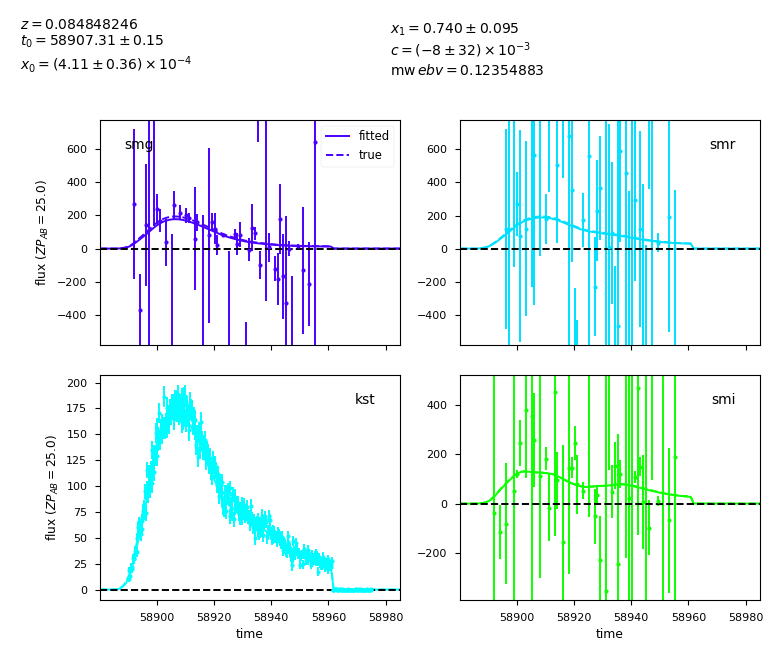 z = 0.084848246
t₀ = 58907.31 ± 0.15
x₀ = (4.11 ± 0.36) × 10⁻⁴
x₁ = 0.740 ± 0.095
c = (−8 ± 32) × 10⁻³
mw ebv = 0.12354883
smg
fitted
true
600
400
200
0
−200
−400
flux (ZP_AB = 25.0)
smr
600
400
200
0
−200
−400
kst
200
175
150
125
100
75
50
25
0
flux (ZP_AB = 25.0)
58900
58920
58940
58960
58980
time
smi
400
200
0
−200
58900
58920
58940
58960
58980
time